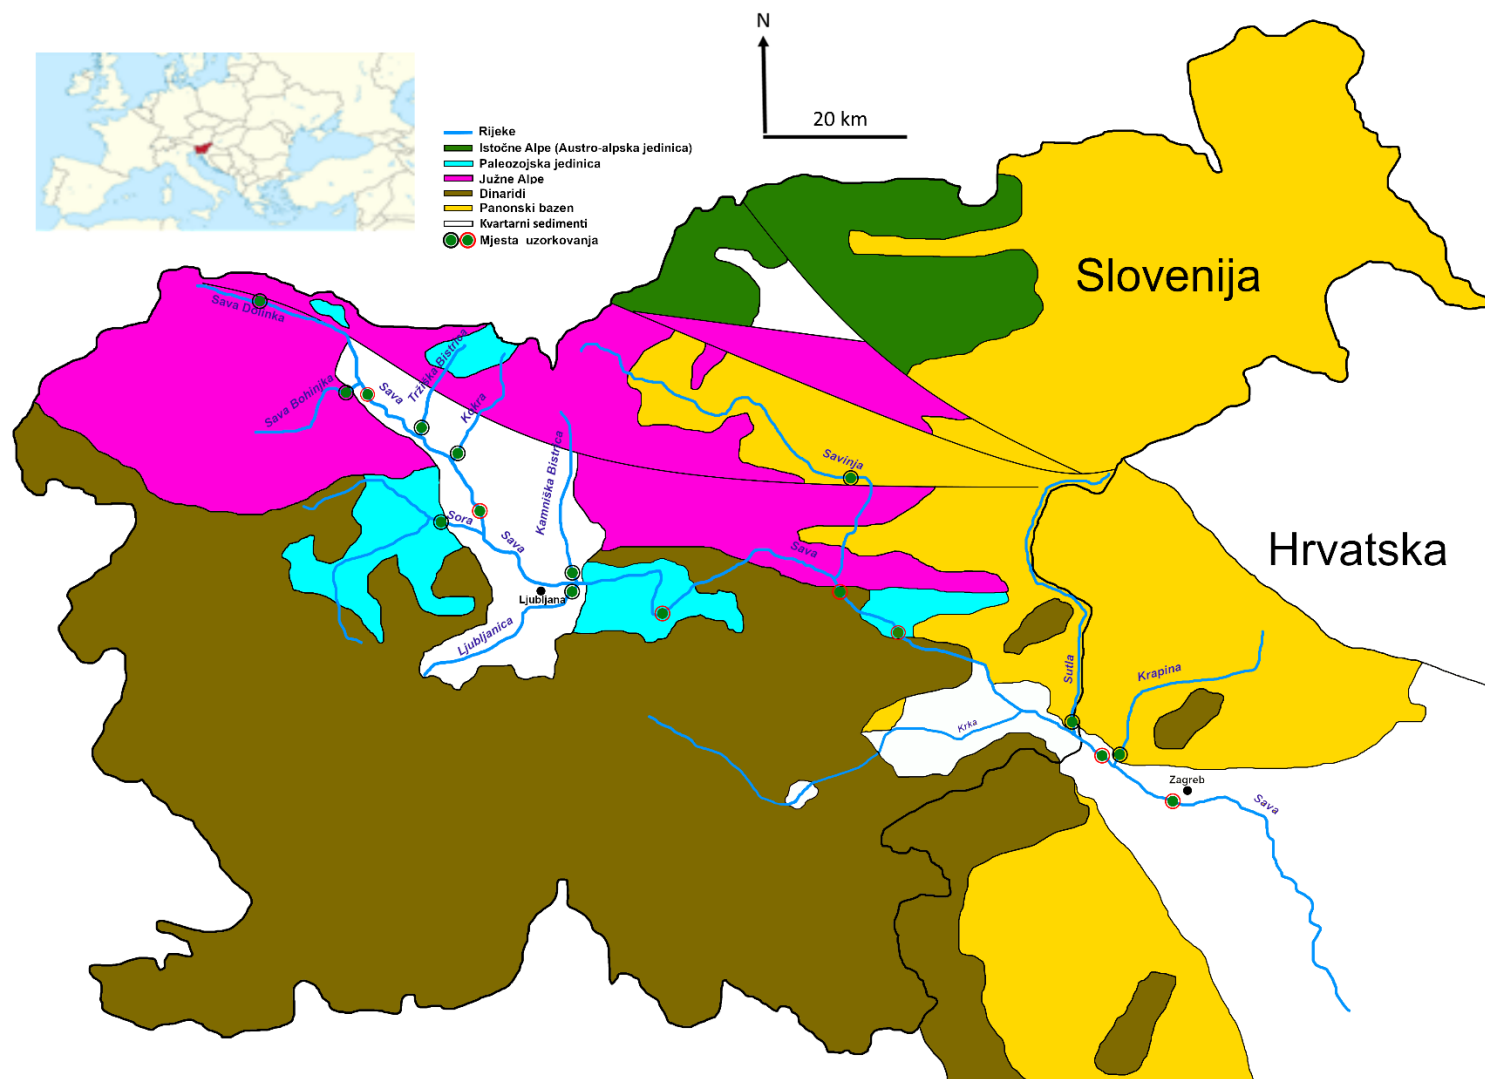 N
20 km
Rijeke
Istočne Alpe (Austro-alpska jedinica)
Paleozojska jedinica
Južne Alpe
Dinaridi
Panonski bazen
Kvartarni sedimenti
Mjesta uzorkovanja
Slovenija
Sava Dolinka
Tržiška Bistrica
Sava
Sava Bohinjka
Kokra
Kamniška Bistrica
Savinja
Sora
Sava
Sava
Hrvatska
Ljubljana
Ljubljanica
Sutla
Krapina
Krka
Zagreb
Sava